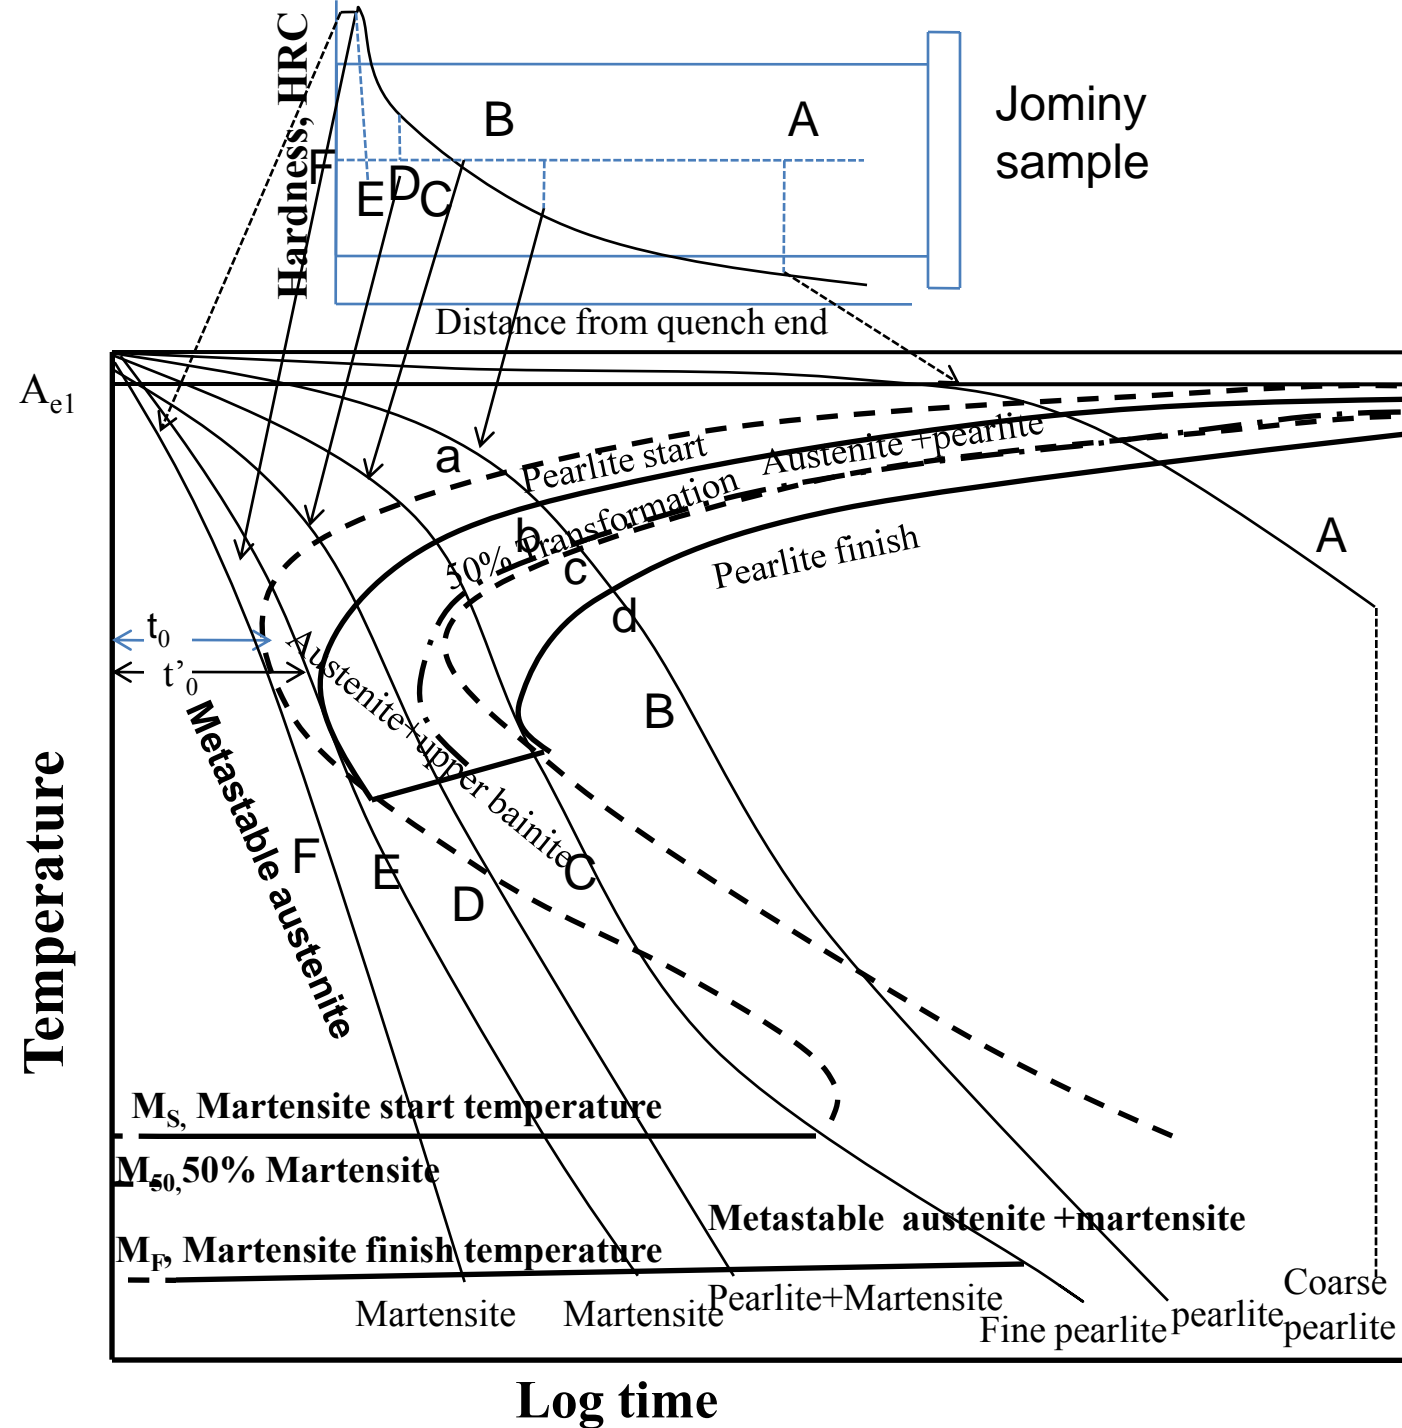 Hardness, HRC
B
A
F
E
D
C
Jominy
sample
Distance from quench end
Ae1
a
Pearlite start
Austenite +pearlite
b
50% Transformation
c
Pearlite finish
d
A
t0
t’0
Austenite+upper bainite
B
Metastable austenite
F
E
D
C
Temperature
MS, Martensite start temperature
M50,50% Martensite
Metastable austenite +martensite
MF, Martensite finish temperature
Martensite
Martensite
Pearlite+Martensite
Fine pearlite
pearlite
Coarse
pearlite
Log time